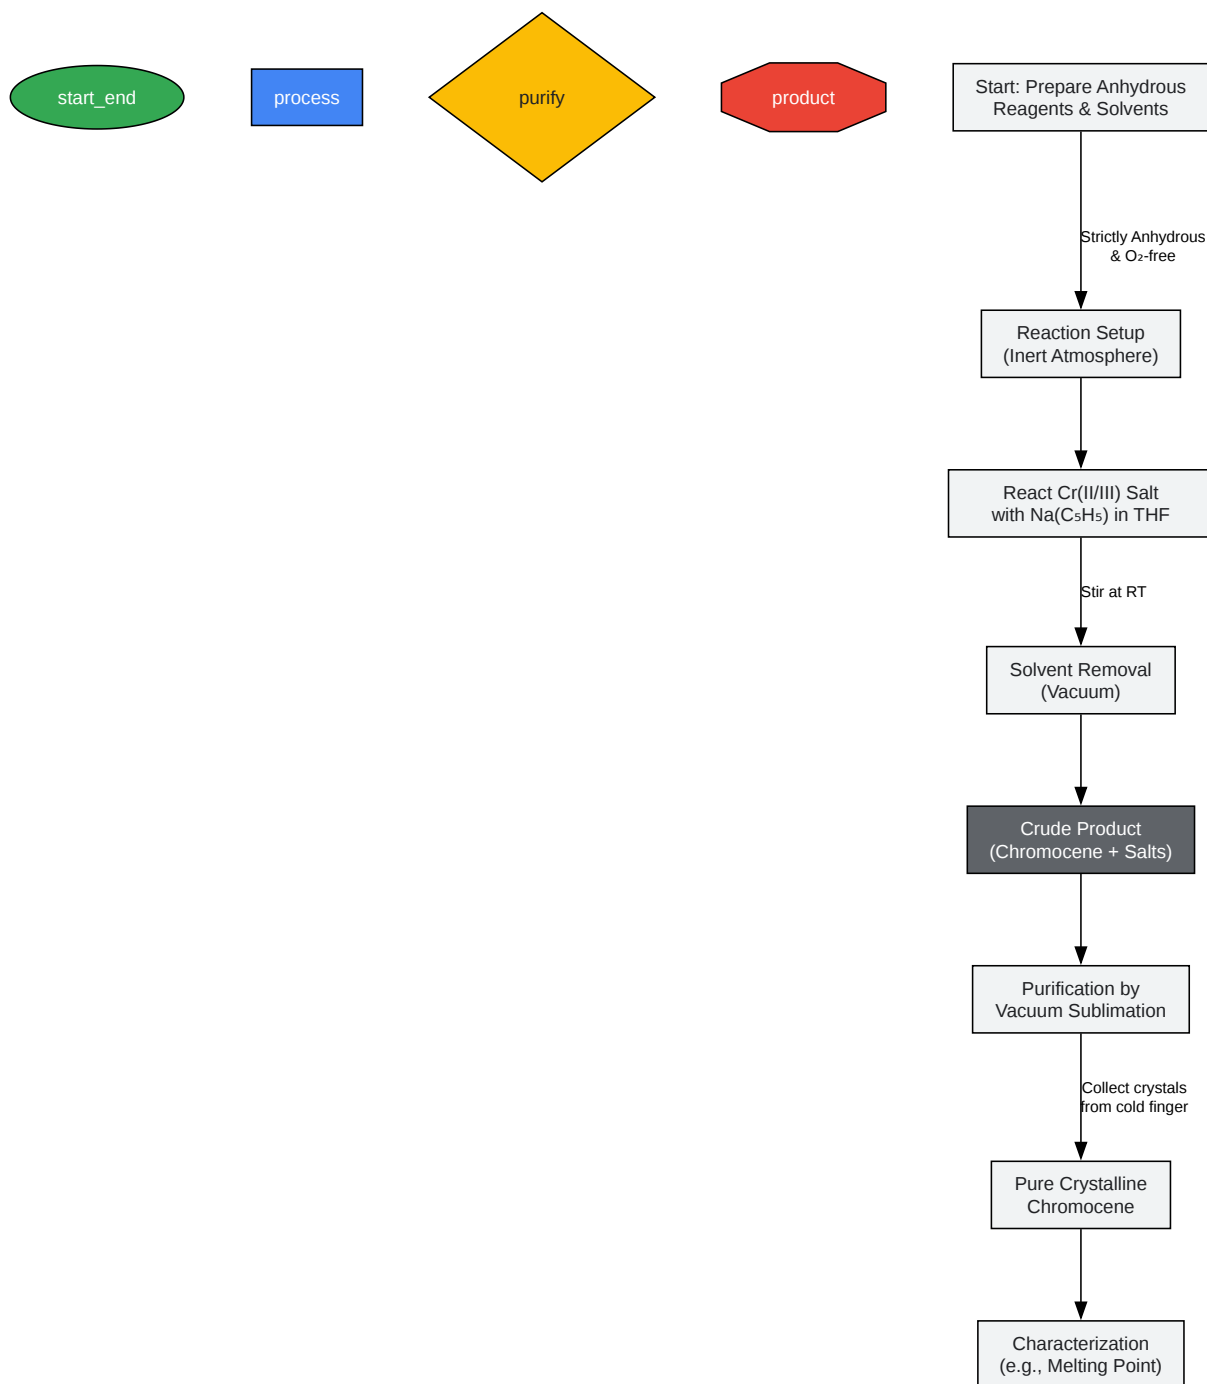 start_end
process
purify
product
Start: Prepare Anhydrous
Reagents & Solvents
Strictly Anhydrous
& O₂-free
Reaction Setup
(Inert Atmosphere)
React Cr(II/III) Salt
with Na(C₅H₅) in THF
Stir at RT
Solvent Removal
(Vacuum)
Crude Product
(Chromocene + Salts)
Purification by
Vacuum Sublimation
Collect crystals
from cold finger
Pure Crystalline
Chromocene
Characterization
(e.g., Melting Point)